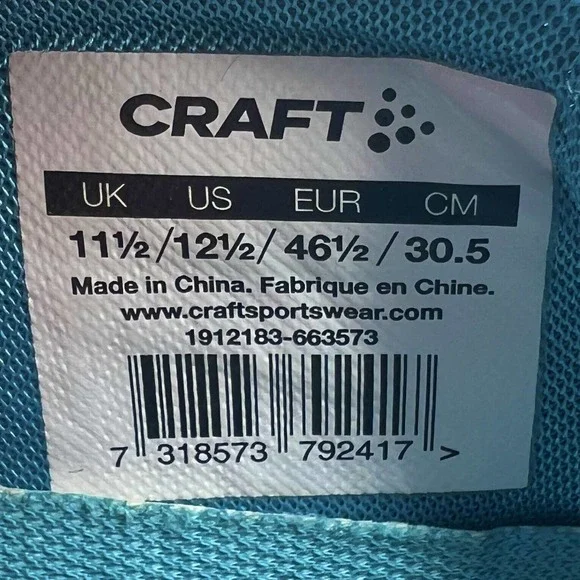 CRAFT
UK US EUR CM
11½/12½/ 46½ / 30.5
Made in China. Fabrique en Chine.
www.craftsportswear.com
1912183-663573
7 318573 792417 >